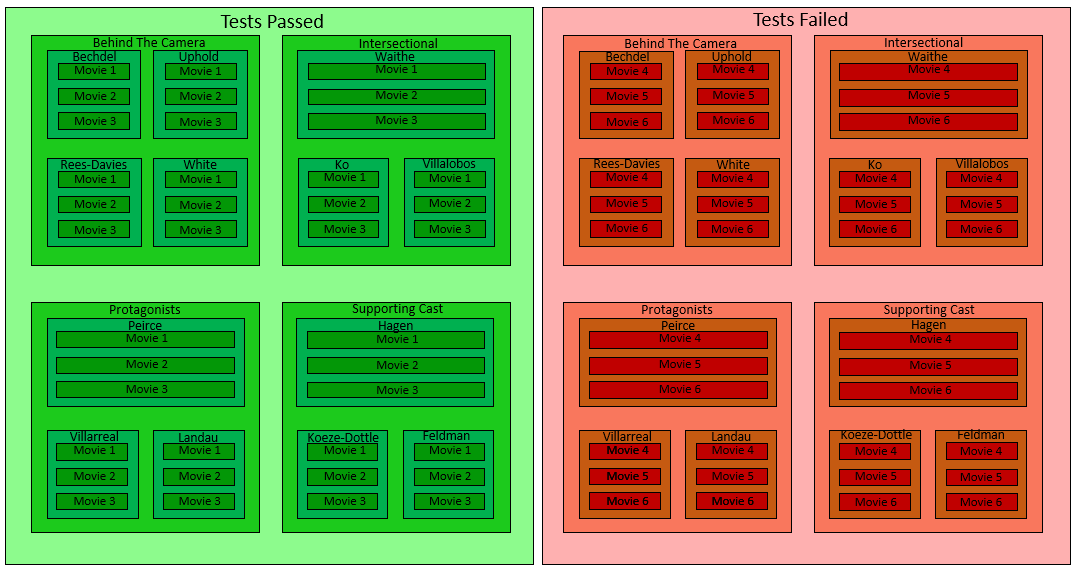 Tests Passed
Behind The Camera
Bechdel
Movie 1
Movie 2
Movie 3
Uphold
Movie 1
Movie 2
Movie 3
Rees-Davies
Movie 1
Movie 2
Movie 3
White
Movie 1
Movie 2
Movie 3
Intersectional
Waithe
Movie 1
Movie 2
Movie 3
Ko
Movie 1
Movie 2
Movie 3
Villalobos
Movie 1
Movie 2
Movie 3
Protagonists
Peirce
Movie 1
Movie 2
Movie 3
Villarreal
Movie 1
Movie 2
Movie 3
Landau
Movie 1
Movie 2
Movie 3
Supporting Cast
Hagen
Movie 1
Movie 2
Movie 3
Koeze-Dottle
Movie 1
Movie 2
Movie 3
Feldman
Movie 1
Movie 2
Movie 3
Tests Failed
Behind The Camera
Bechdel
Movie 4
Movie 5
Movie 6
Uphold
Movie 4
Movie 5
Movie 6
Rees-Davies
Movie 4
Movie 5
Movie 6
White
Movie 4
Movie 5
Movie 6
Intersectional
Waithe
Movie 4
Movie 5
Movie 6
Ko
Movie 4
Movie 5
Movie 6
Villalobos
Movie 4
Movie 5
Movie 6
Protagonists
Peirce
Movie 4
Movie 5
Movie 6
Villarreal
Movie 4
Movie 5
Movie 6
Landau
Movie 4
Movie 5
Movie 6
Supporting Cast
Hagen
Movie 4
Movie 5
Movie 6
Koeze-Dottle
Movie 4
Movie 5
Movie 6
Feldman
Movie 4
Movie 5
Movie 6